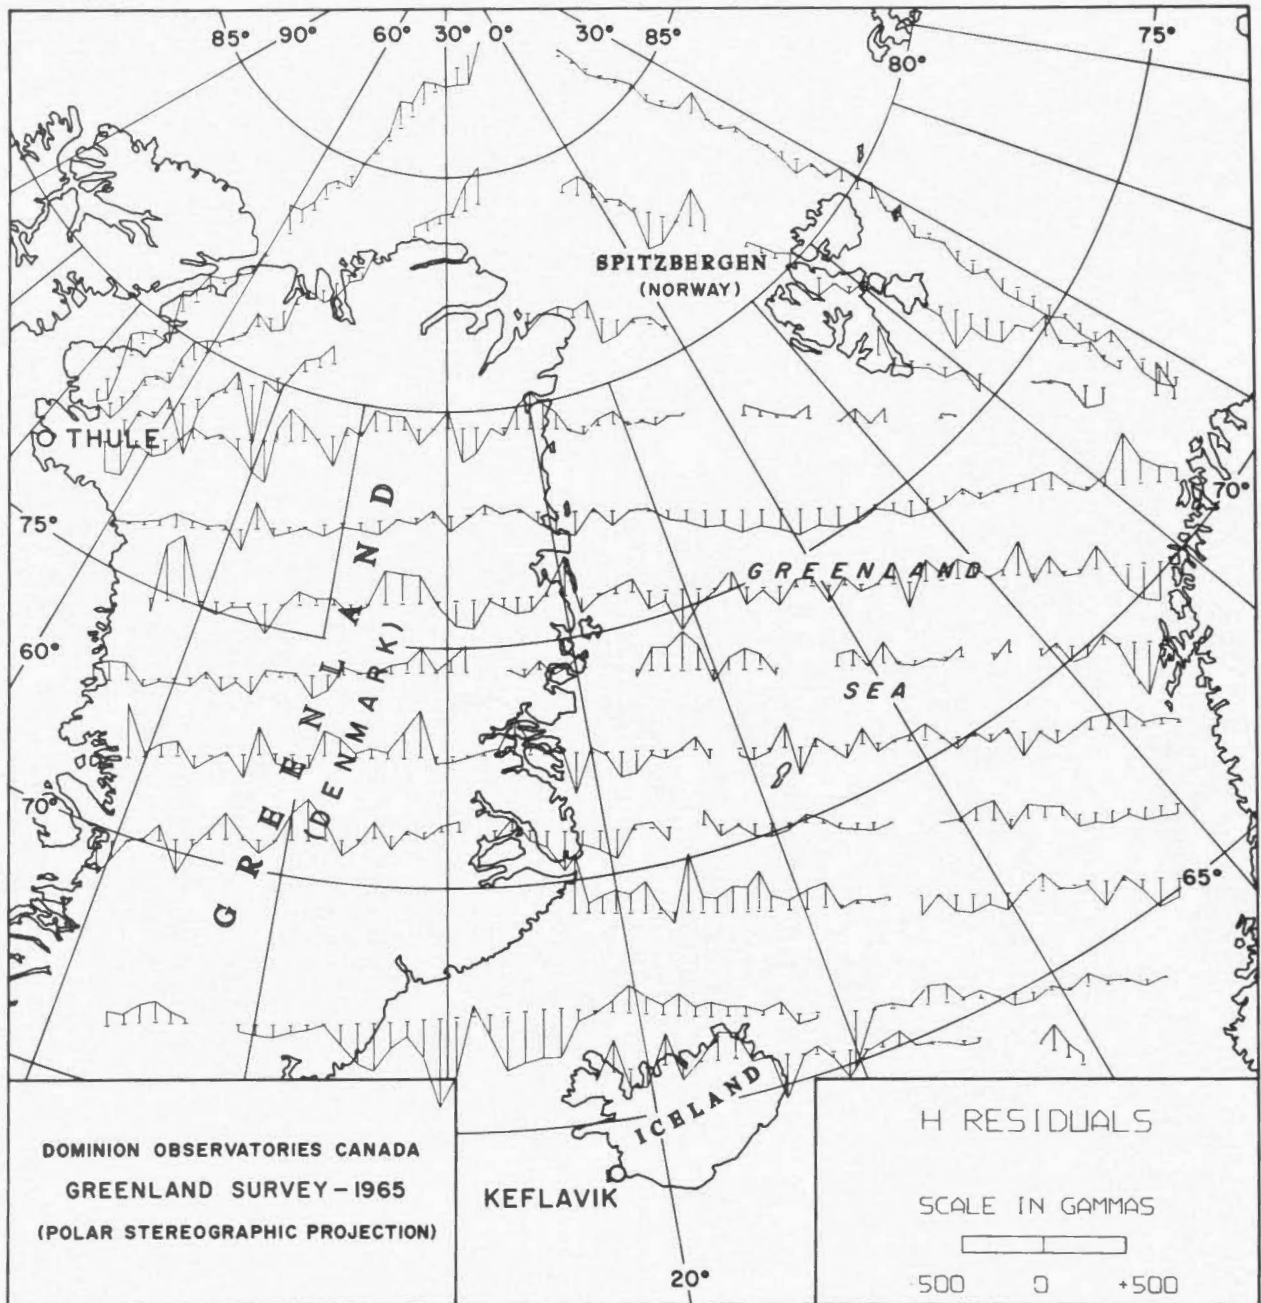 85° 90° 60° 30° 0° 30° 85° 75°
80°
SPITZBERGEN
(NORWAY)
THULE
75°
70°
GREENLAND
SEA
60°
GREENLAND
(DENMARK)
70°
65°
ICELAND
KEFLAVIK
20°
DOMINION OBSERVATORIES CANADA
GREENLAND SURVEY - 1965
(POLAR STEREOGRAPHIC PROJECTION)
H RESIDUALS
SCALE IN GAMMAS
500 0 +500
N